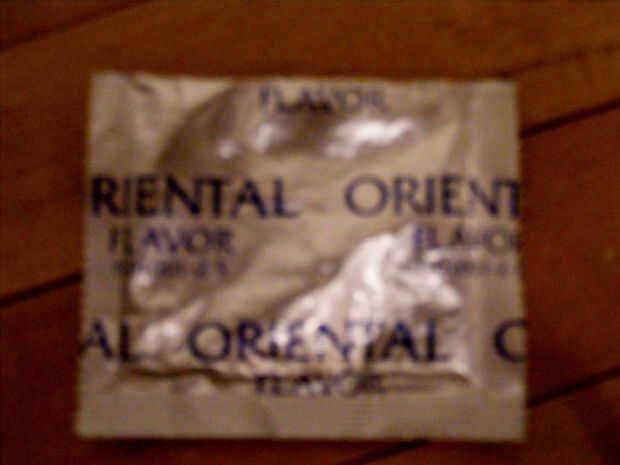 FLAVOR
RIENTAL ORIENT
FLAVOR FLAVOR
AL ORIENTAL O
FLAVOR